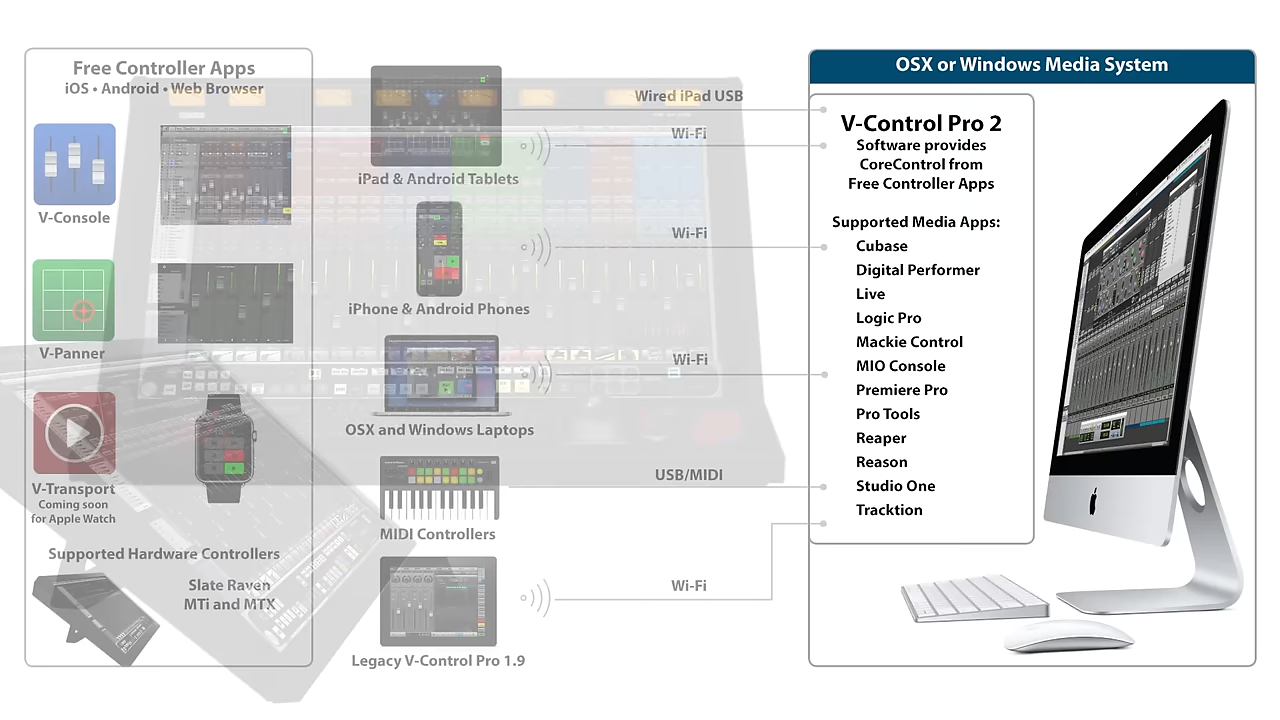 Free Controller Apps
iOS • Android • Web Browser
V-Console
V-Panner
V-Transport
Coming soon
for Apple Watch
Supported Hardware Controllers
Slate Raven
MTi and MTX
iPad & Android Tablets
iPhone & Android Phones
OSX and Windows Laptops
MIDI Controllers
Legacy V-Control Pro 1.9
Wired iPad USB
Wi-Fi
Wi-Fi
Wi-Fi
USB/MIDI
Wi-Fi
OSX or Windows Media System
V-Control Pro 2
Software provides
CoreControl from
Free Controller Apps
Supported Media Apps:
Cubase
Digital Performer
Live
Logic Pro
Mackie Control
MIO Console
Premiere Pro
Pro Tools
Reaper
Reason
Studio One
Tracktion